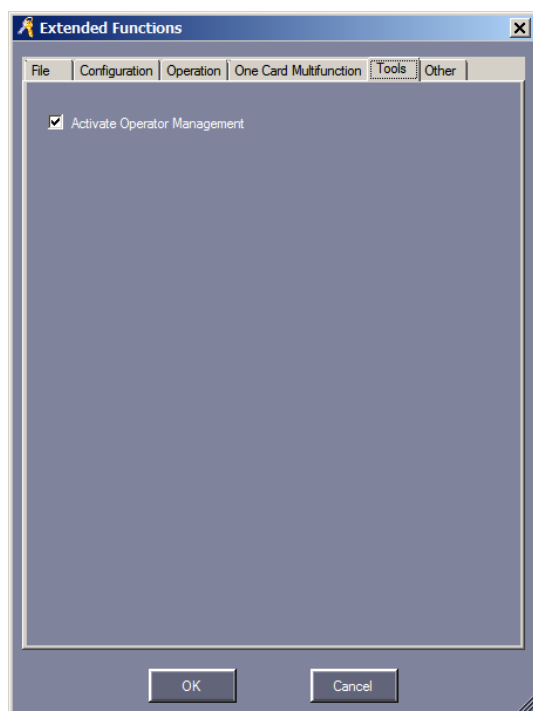 Extended Functions
File Configuration Operation One Card Multifunction Tools Other
Activate Operator Management
OK Cancel